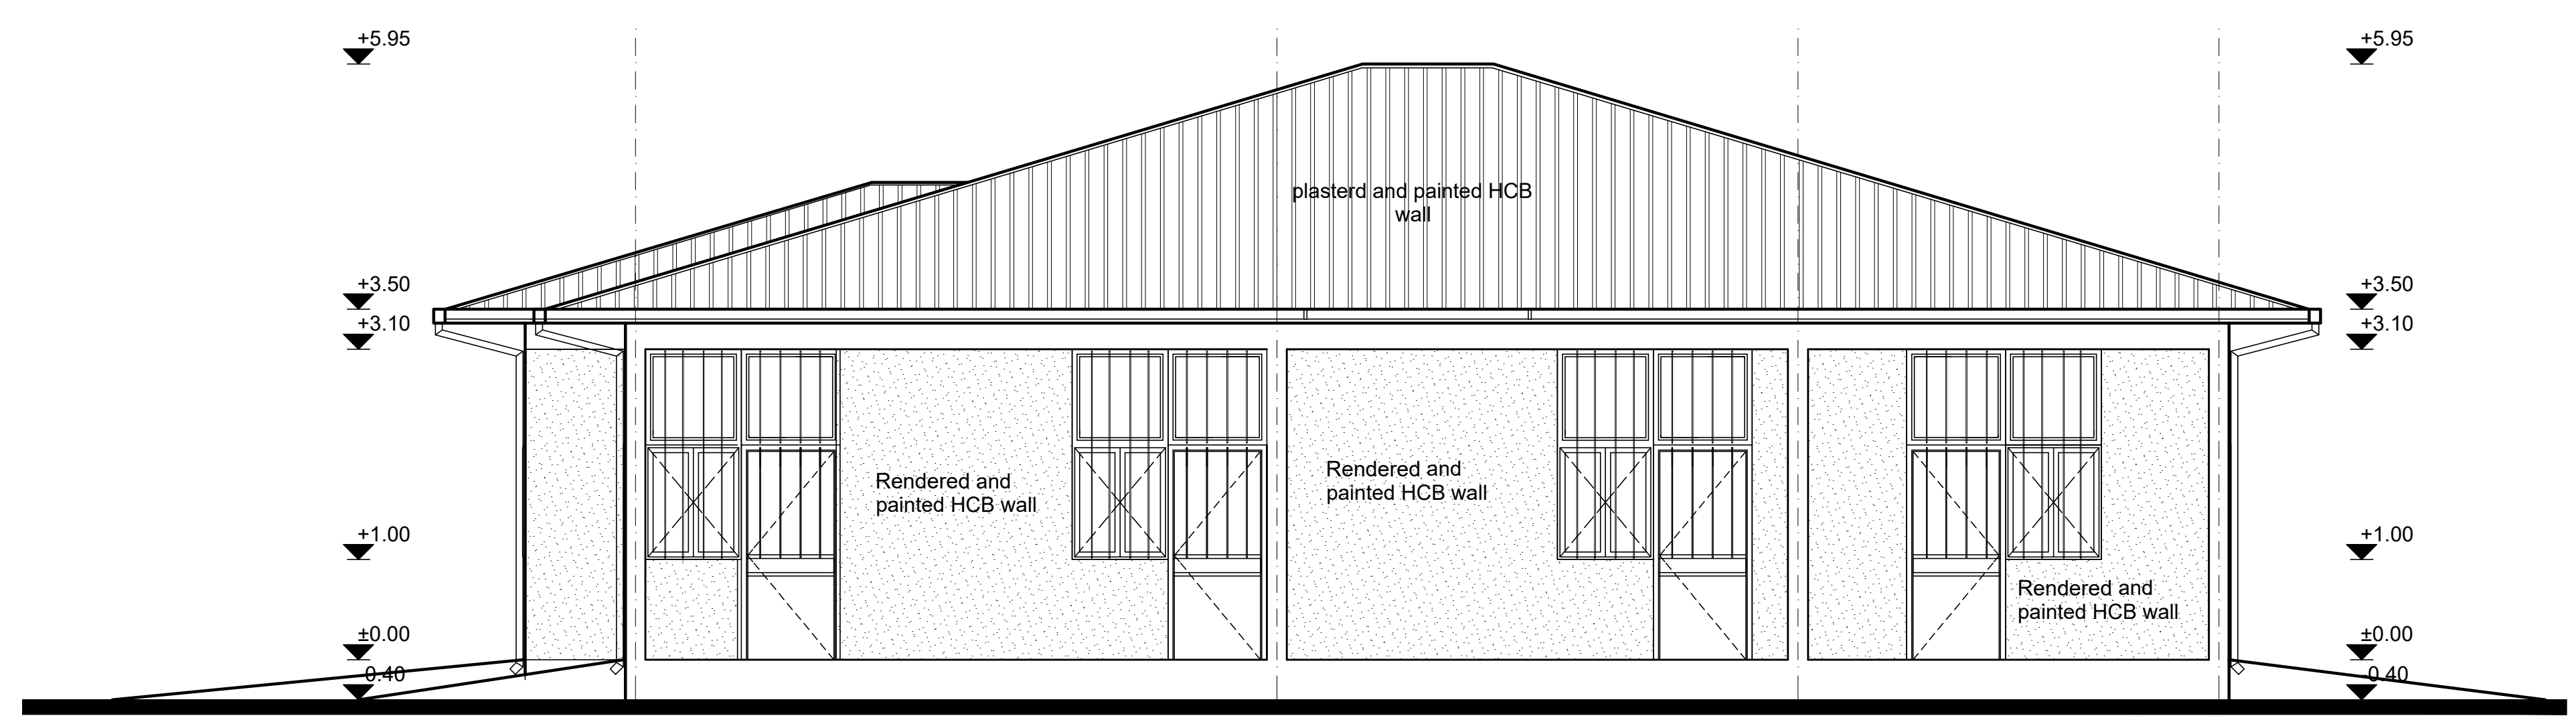 +5.95
+5.95
plasterd and painted HCB
wall
+3.50
+3.50
+3.10
+3.10
Rendered and
painted HCB wall
Rendered and
painted HCB wall
+1.00
+1.00
Rendered and
painted HCB wall
±0.00
±0.00
-0.40
-0.40